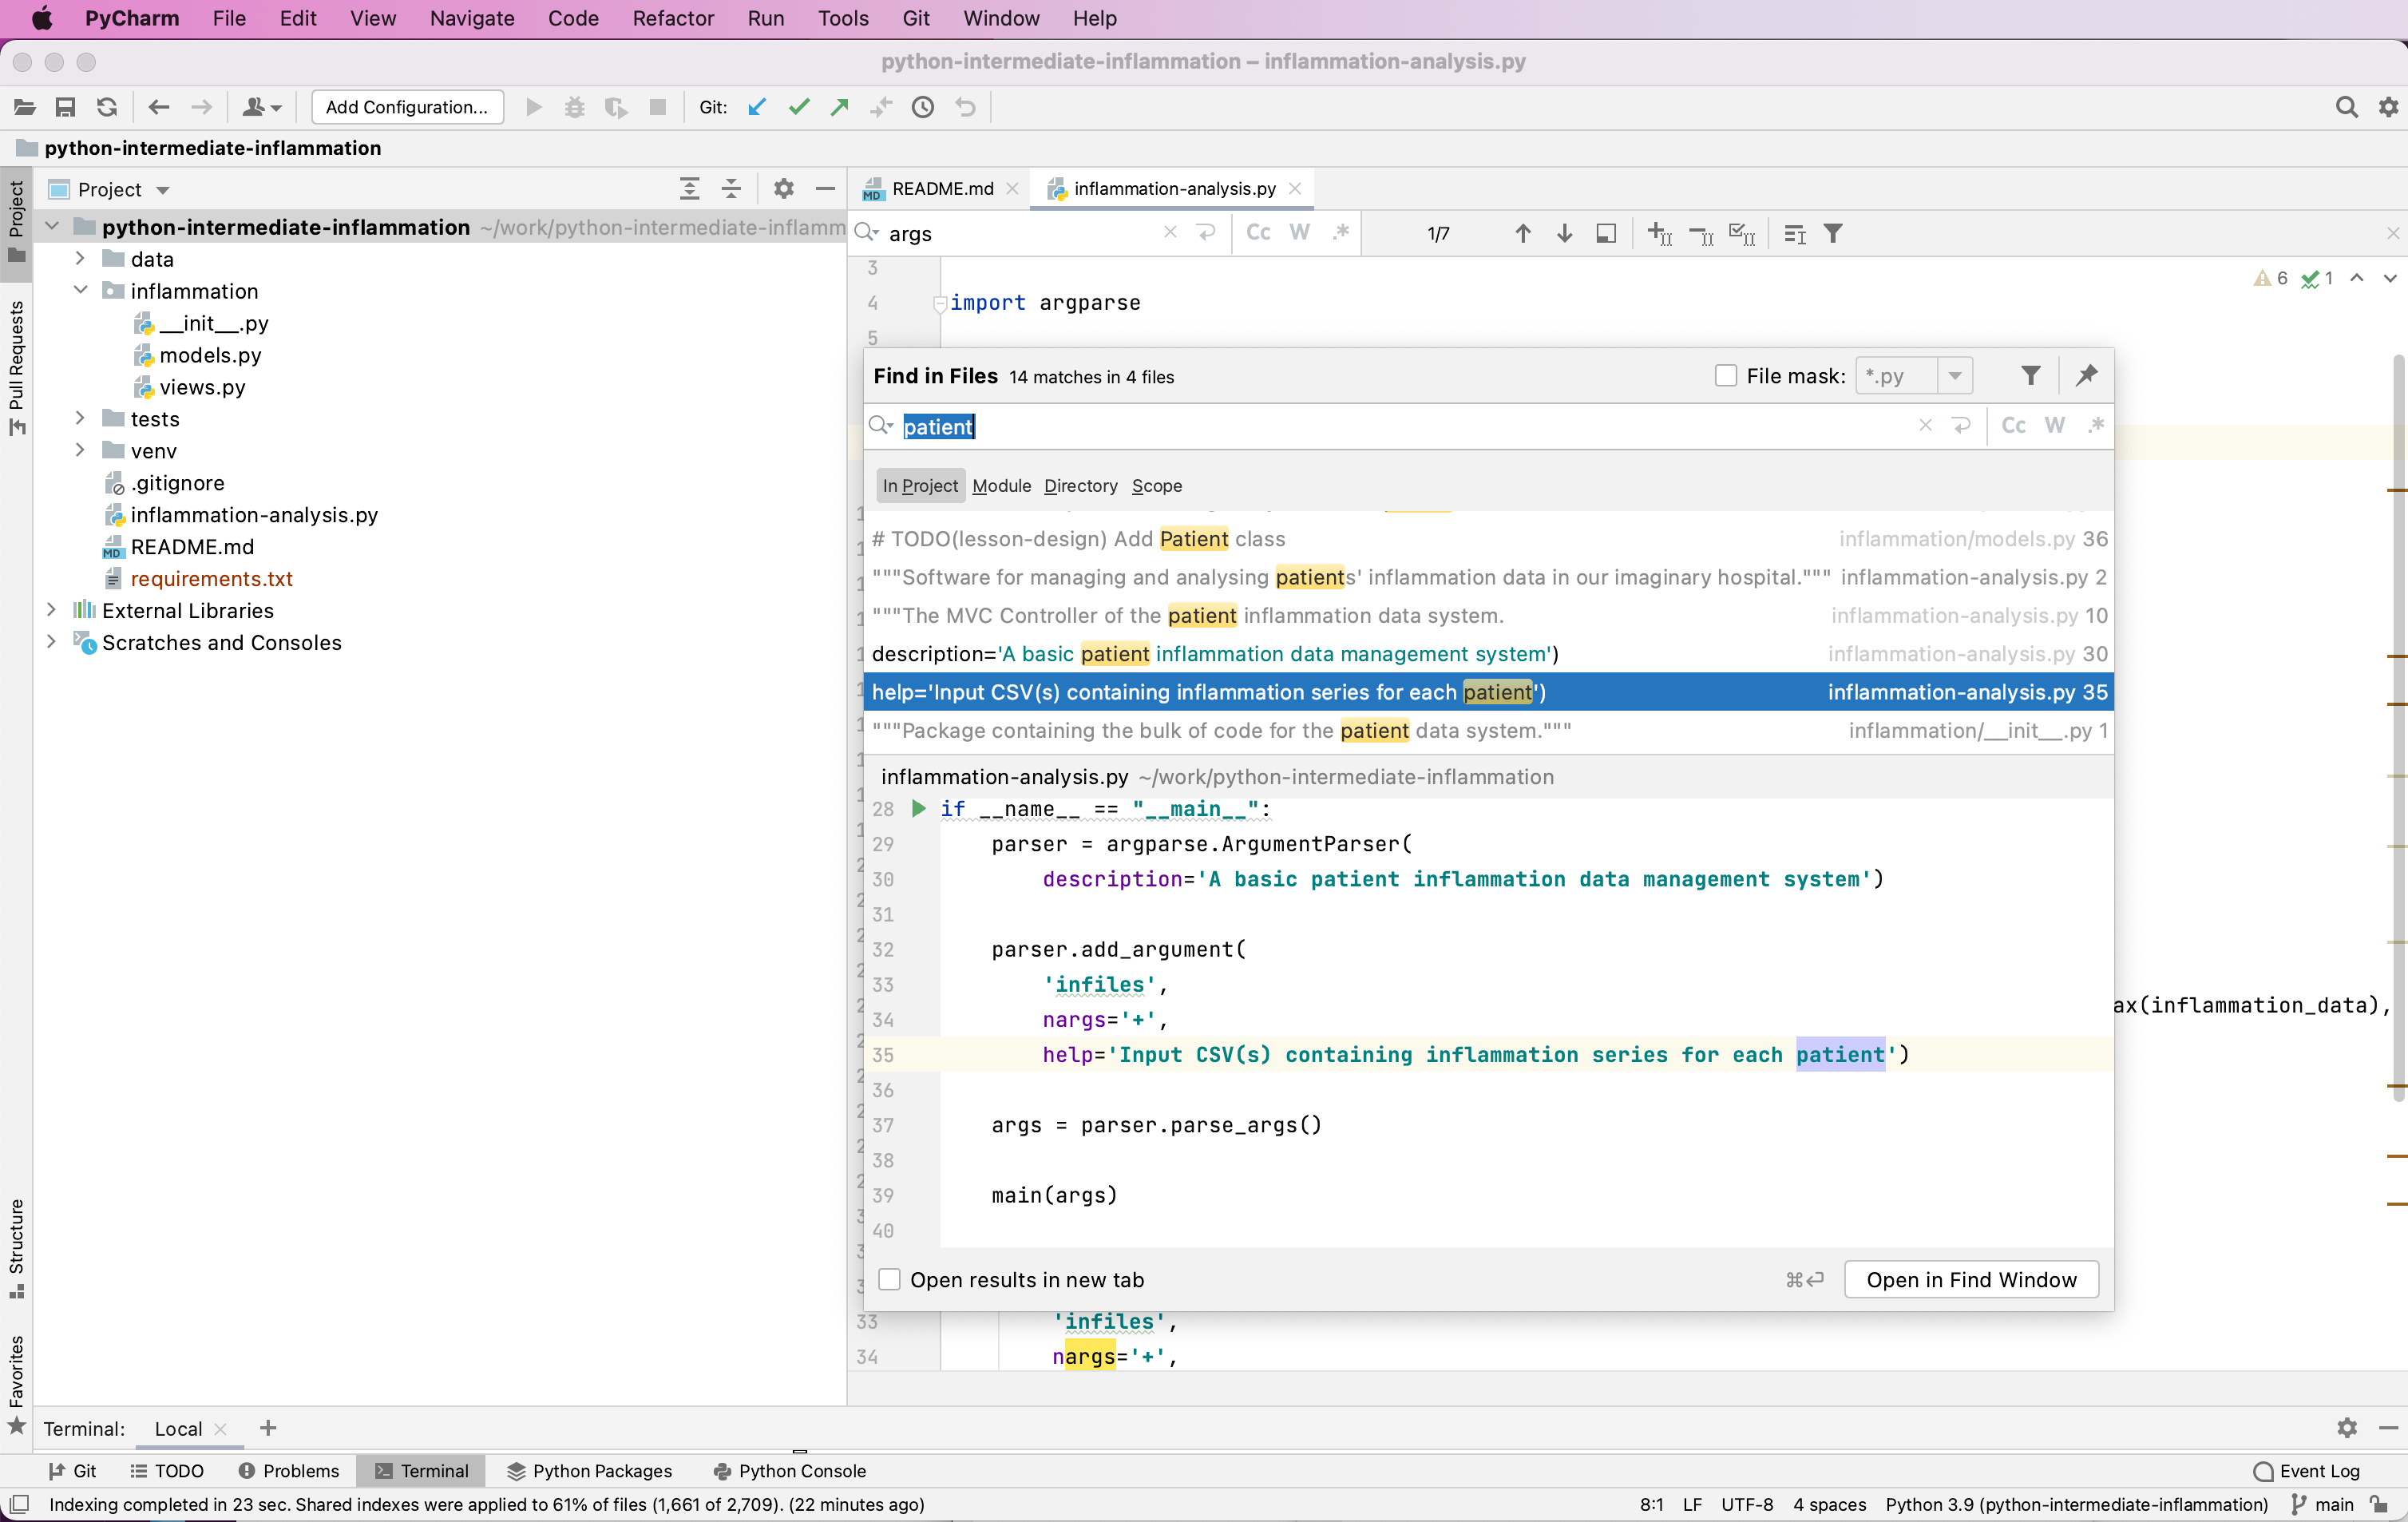 PyCharm File Edit View Navigate Code Refactor Run Tools Git Window Help
python-intermediate-inflammation – inflammation-analysis.py
Add Configuration... Git:
python-intermediate-inflammation
Project
README.md inflammation-analysis.py
python-intermediate-inflammation ~/work/python-intermediate-inflamm
args Cc W .* 1/7
data
inflammation
__init__.py
models.py
views.py
tests
venv
.gitignore
inflammation-analysis.py
README.md
requirements.txt
External Libraries
Scratches and Consoles
Project
Pull Requests
Structure
Favorites
3
4 import argparse
5
6 1
Find in Files 14 matches in 4 files File mask: *.py
patient Cc W .*
In Project Module Directory Scope
# TODO(lesson-design) Add Patient class inflammation/models.py 36
"""Software for managing and analysing patients' inflammation data in our imaginary hospital.""" inflammation-analysis.py 2
"""The MVC Controller of the patient inflammation data system. inflammation-analysis.py 10
description='A basic patient inflammation data management system') inflammation-analysis.py 30
help='Input CSV(s) containing inflammation series for each patient') inflammation-analysis.py 35
"""Package containing the bulk of code for the patient data system.""" inflammation/__init__.py 1
inflammation-analysis.py ~/work/python-intermediate-inflammation
28 if __name__ == "__main__":
29 parser = argparse.ArgumentParser(
30 description='A basic patient inflammation data management system')
31
32 parser.add_argument(
33 'infiles',
34 nargs='+',
35 help='Input CSV(s) containing inflammation series for each patient')
36
37 args = parser.parse_args()
38
39 main(args)
40
ax(inflammation_data),
Open results in new tab ⌘⏎ Open in Find Window
33 'infiles',
34 nargs='+',
Terminal: Local +
Git TODO Problems Terminal Python Packages Python Console Event Log
Indexing completed in 23 sec. Shared indexes were applied to 61% of files (1,661 of 2,709). (22 minutes ago) 8:1 LF UTF-8 4 spaces Python 3.9 (python-intermediate-inflammation) main